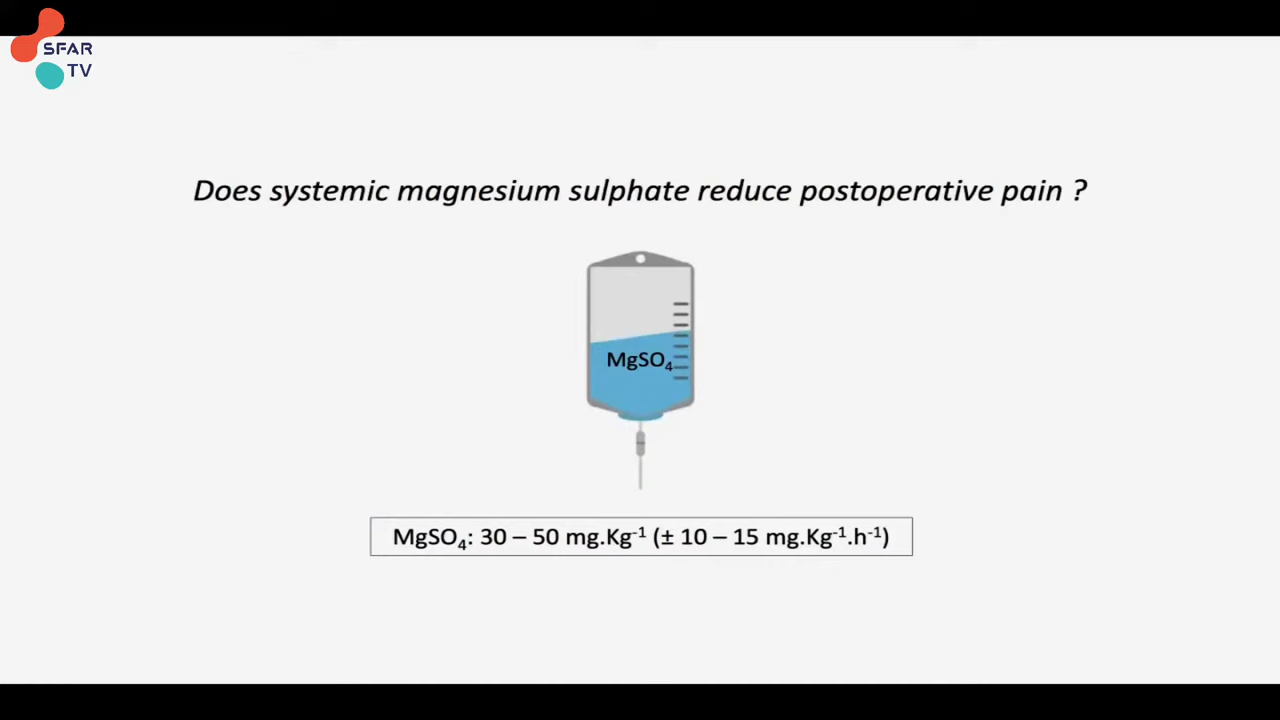 SFAR
TV
Does systemic magnesium sulphate reduce postoperative pain ?
MgSO₄
MgSO₄: 30 – 50 mg.Kg⁻¹ (± 10 – 15 mg.Kg⁻¹.h⁻¹)